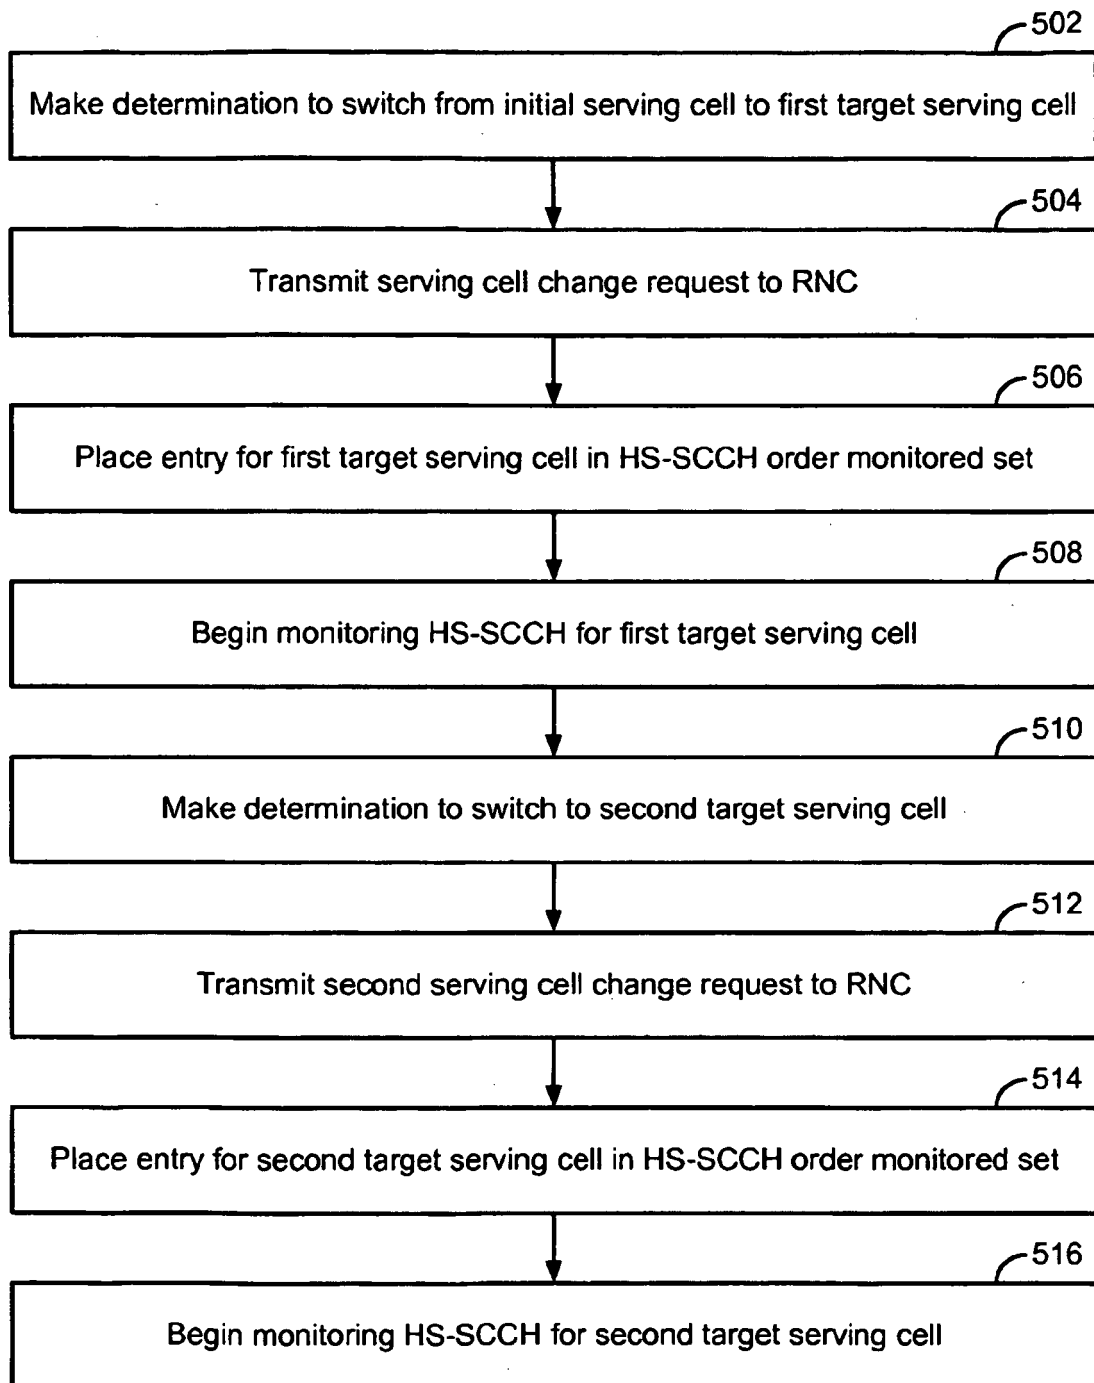 502
Make determination to switch from initial serving cell to first target serving cell
504
Transmit serving cell change request to RNC
506
Place entry for first target serving cell in HS-SCCH order monitored set
508
Begin monitoring HS-SCCH for first target serving cell
510
Make determination to switch to second target serving cell
512
Transmit second serving cell change request to RNC
514
Place entry for second target serving cell in HS-SCCH order monitored set
516
Begin monitoring HS-SCCH for second target serving cell